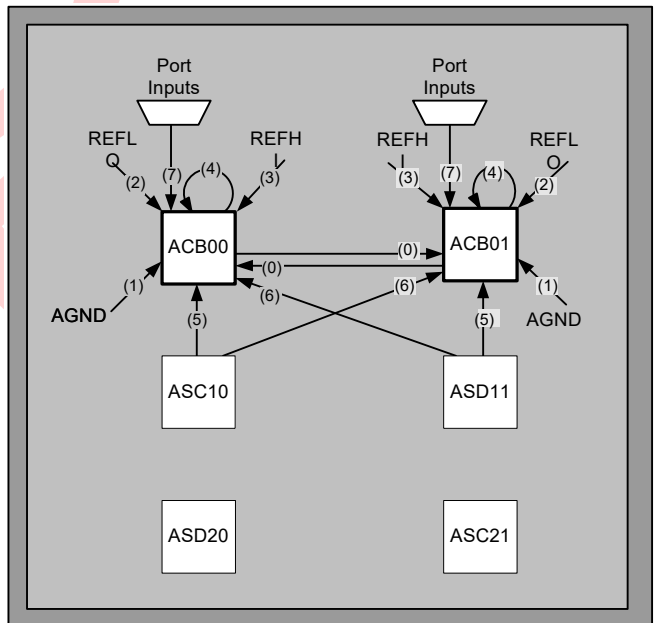 Port Inputs
Port Inputs
REFL O
REFH I
REFH I
REFL O
(2)
(7)
(4)
(3)
(3)
(7)
(4)
(2)
ACB00
ACB01
(0)
(0)
(1)
(6)
(6)
(1)
AGND
(5)
(5)
AGND
ASC10
ASD11
ASD20
ASC21